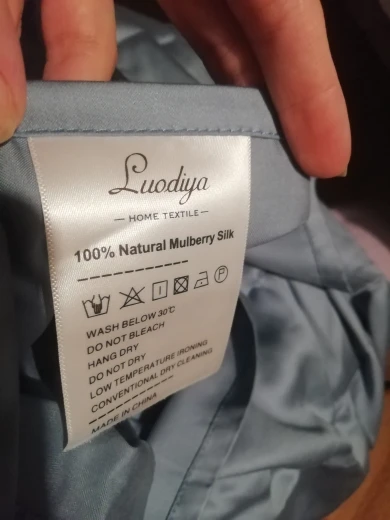 Luodiya
— HOME TEXTILE —
100% Natural Mulberry Silk
P
WASH BELOW 30℃
DO NOT BLEACH
HANG DRY
DO NOT DRY
LOW TEMPERATURE IRONING
CONVENTIONAL DRY CLEANING
MADE IN CHINA